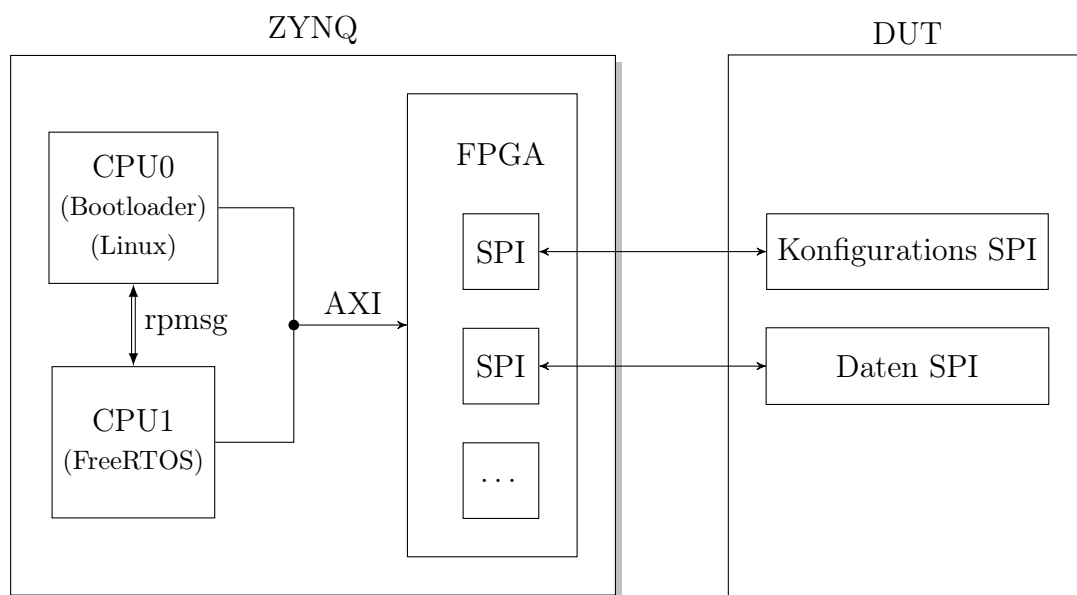 ZYNQ
DUT
CPU0
(Bootloader)
(Linux)
rpmsg
CPU1
(FreeRTOS)
AXI
FPGA
SPI
SPI
...
Konfigurations SPI
Daten SPI